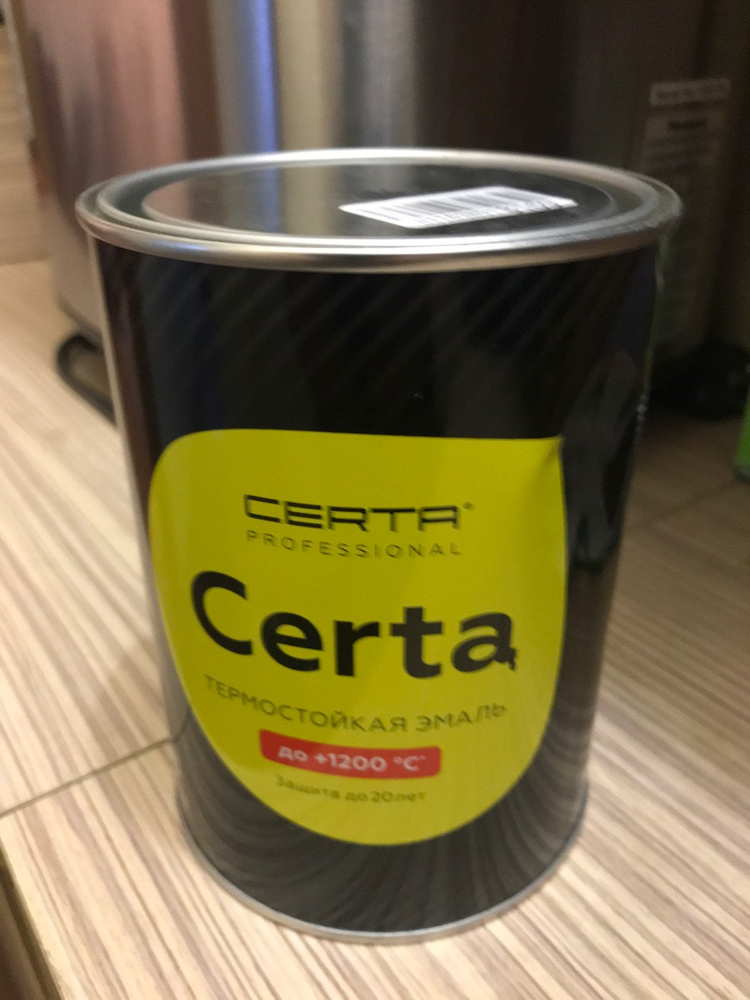 CERTA®
PROFESSIONAL
Certa
ТЕРМОСТОЙКАЯ ЭМАЛЬ
до +1200 °C*
Защита до 20 лет